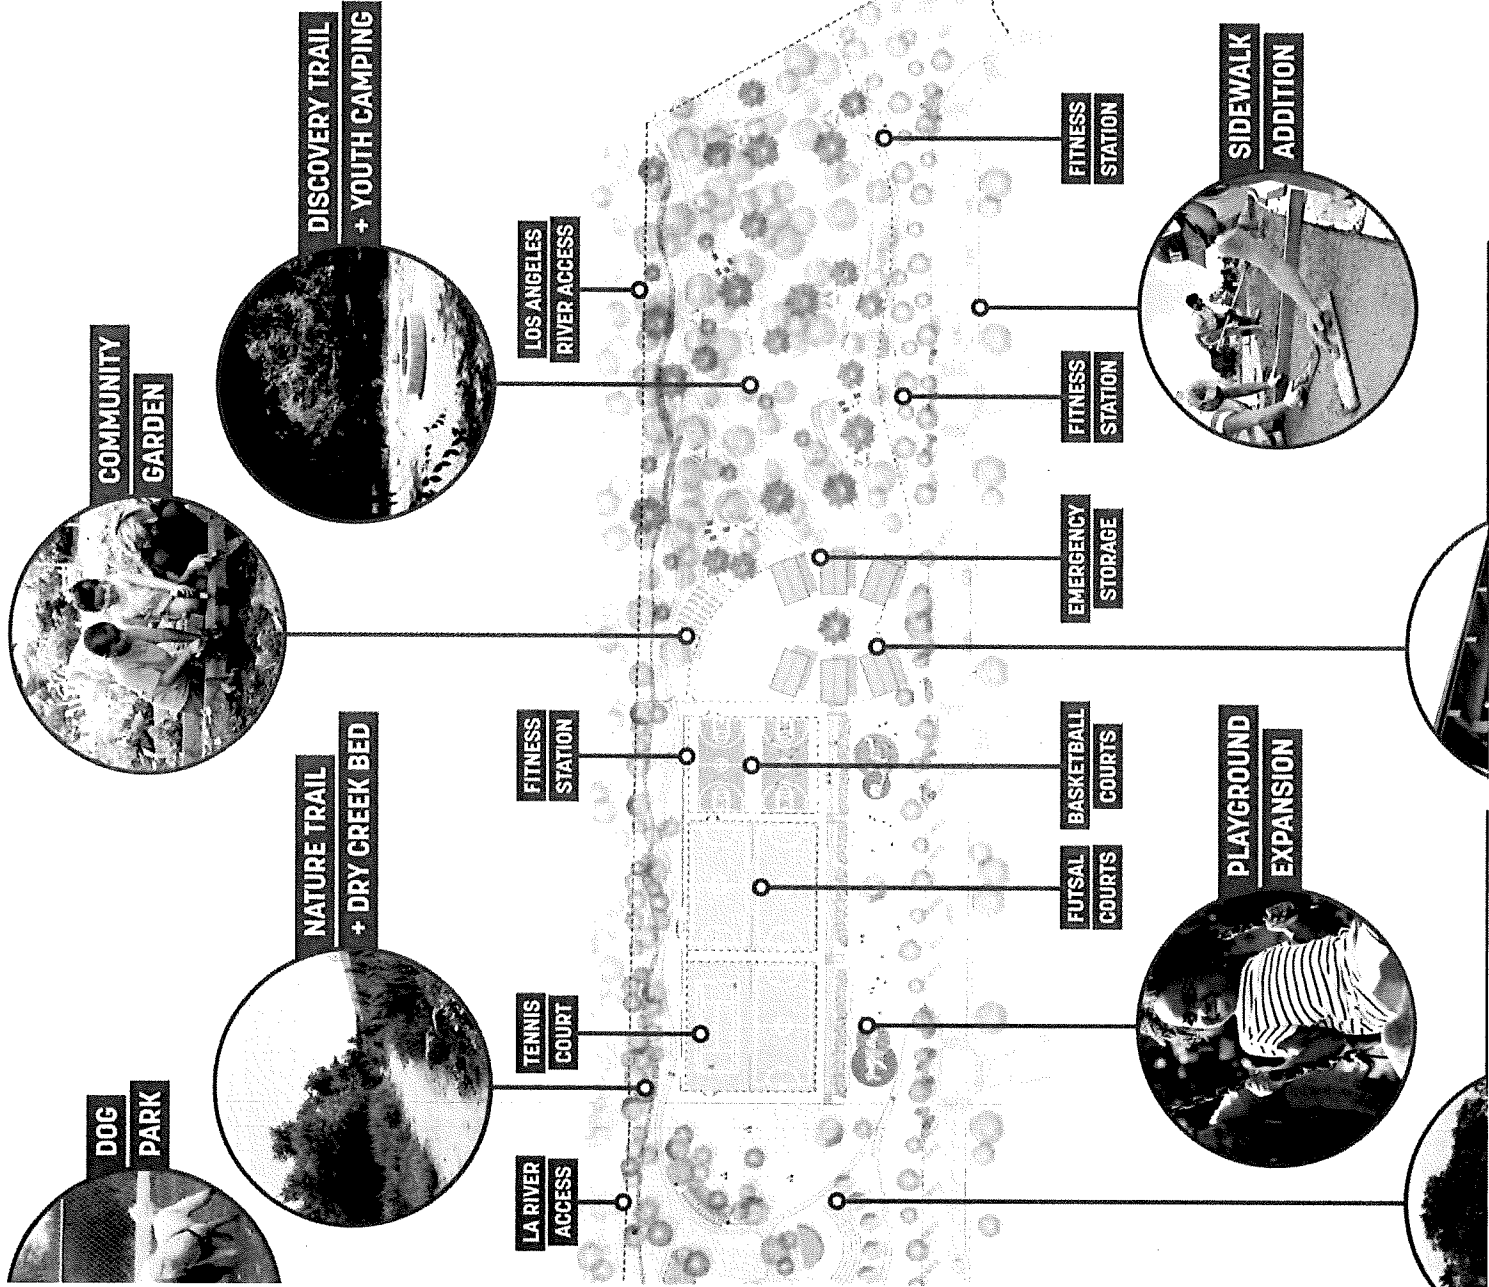 DOG
PARK
COMMUNITY
GARDEN
NATURE TRAIL
+ DRY CREEK BED
DISCOVERY TRAIL
+ YOUTH CAMPING
LA RIVER
ACCESS
TENNIS
COURT
FITNESS
STATION
LOS ANGELES
RIVER ACCESS
FUTSAL
COURTS
BASKETBALL
COURTS
EMERGENCY
STORAGE
FITNESS
STATION
FITNESS
STATION
PLAYGROUND
EXPANSION
SIDEWALK
ADDITION